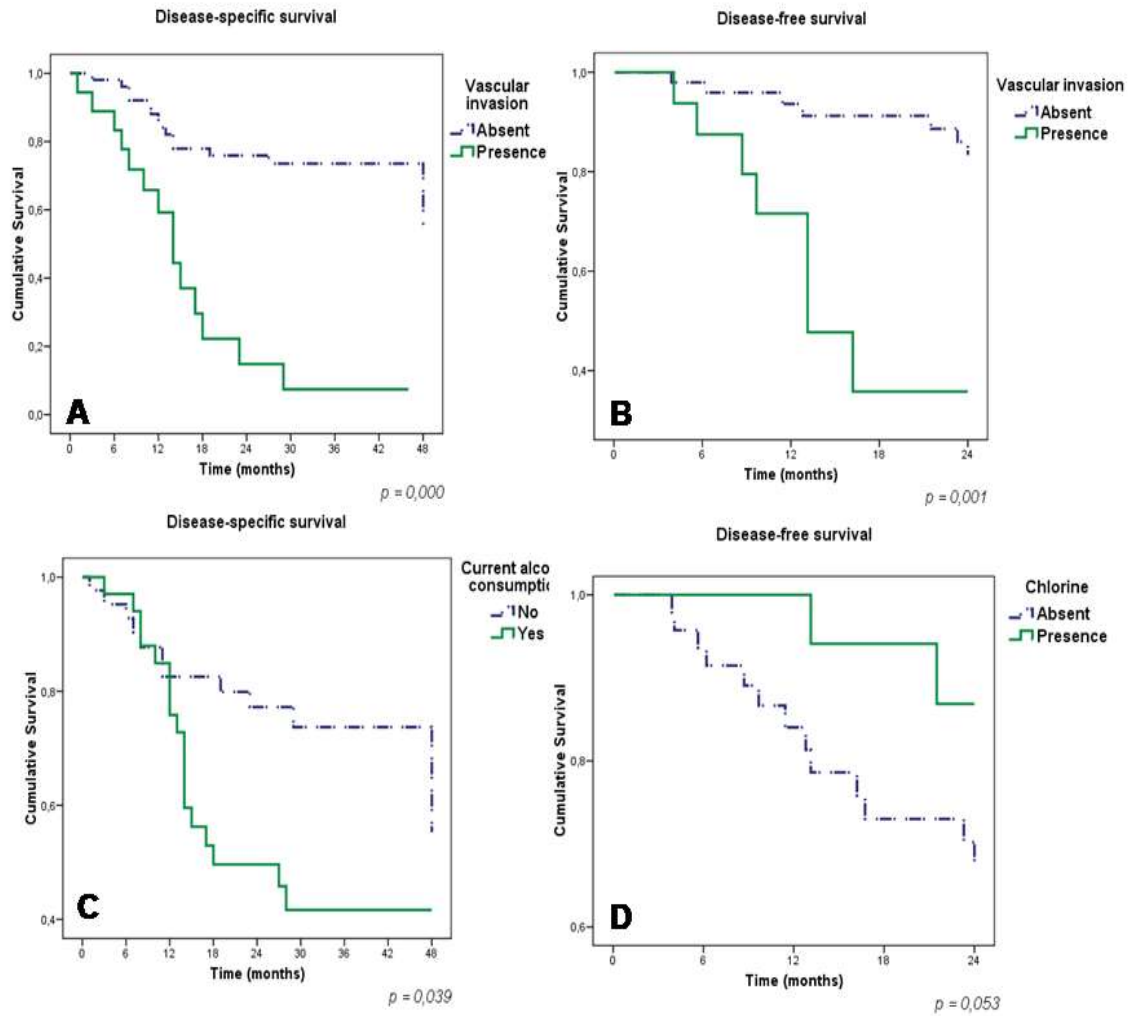 Disease-specific survival
Cumulative Survival
1,0
0,8
0,6
0,4
0,2
0,0
A
0 6 12 18 24 30 36 42 48
Time (months)
Vascular
invasion
Absent
Presence
p = 0,000
Disease-free survival
Cumulative Survival
1,0
0,8
0,6
0,4
B
0 6 12 18 24
Time (months)
Vascular invasion
Absent
Presence
p = 0,001
Disease-specific survival
Cumulative Survival
1,0
0,8
0,6
0,4
C
0 6 12 18 24 30 36 42 48
Time (months)
Current alco
consumptic
No
Yes
p = 0,039
Disease-free survival
Cumulative Survival
1,0
0,8
0,6
D
0 6 12 18 24
Time (months)
Chlorine
Absent
Presence
p = 0,053